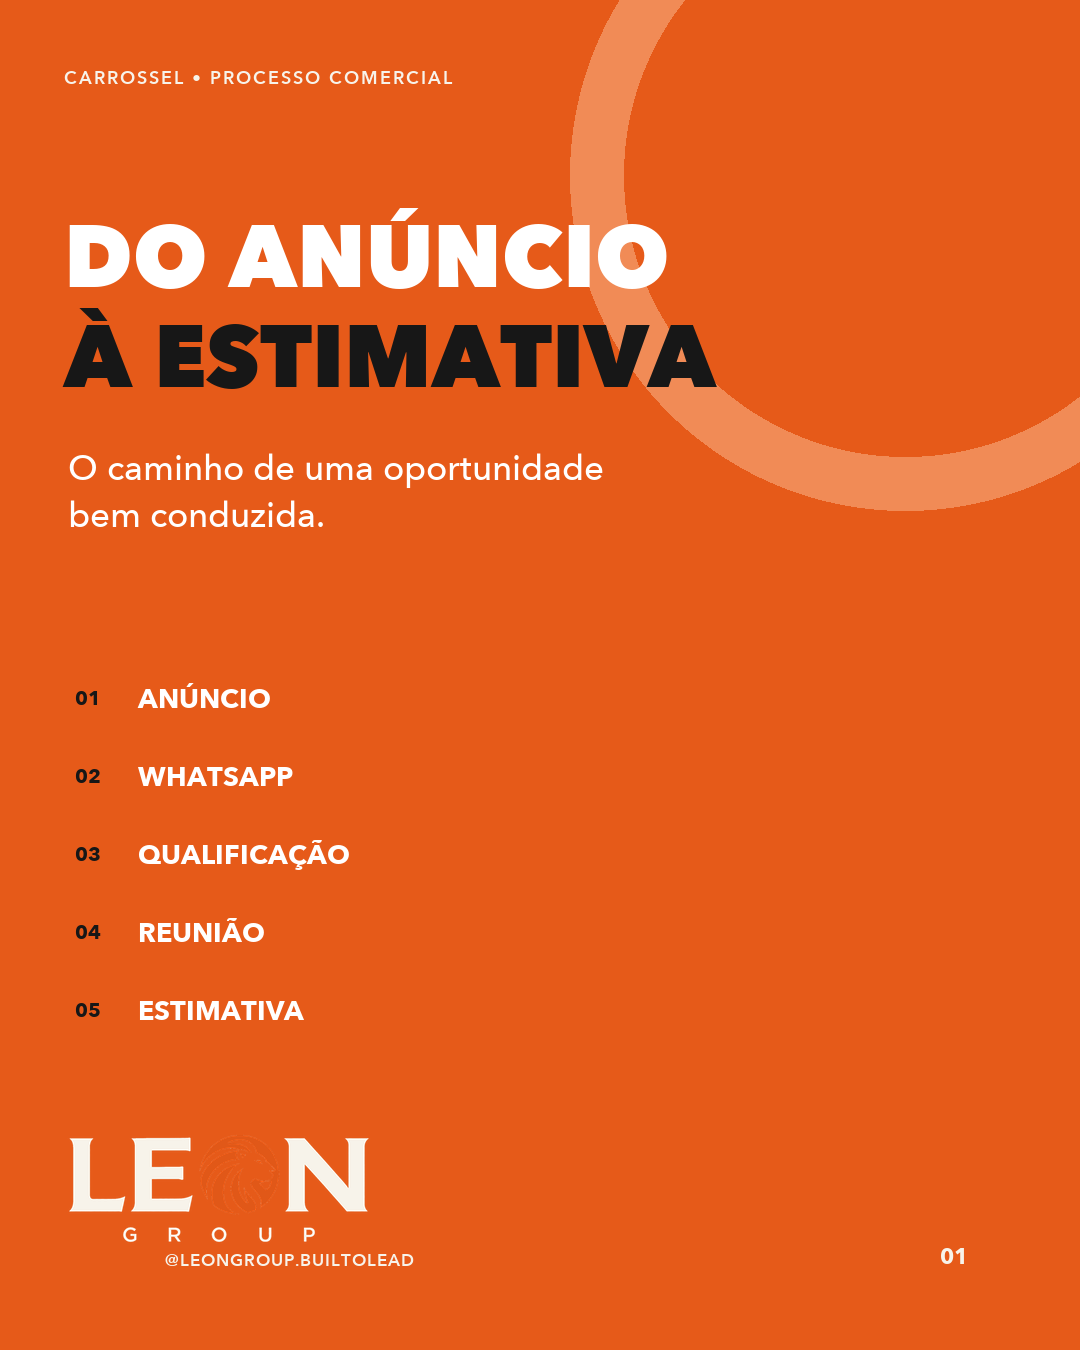 CARROSSEL • PROCESSO COMERCIAL
DO ANÚNCIO
À ESTIMATIVA
O caminho de uma oportunidade
bem conduzida.
01 ANÚNCIO
02 WHATSAPP
03 QUALIFICAÇÃO
04 REUNIÃO
05 ESTIMATIVA
LEON
GROUP
@LEONGROUP.BUILTOLEAD
01